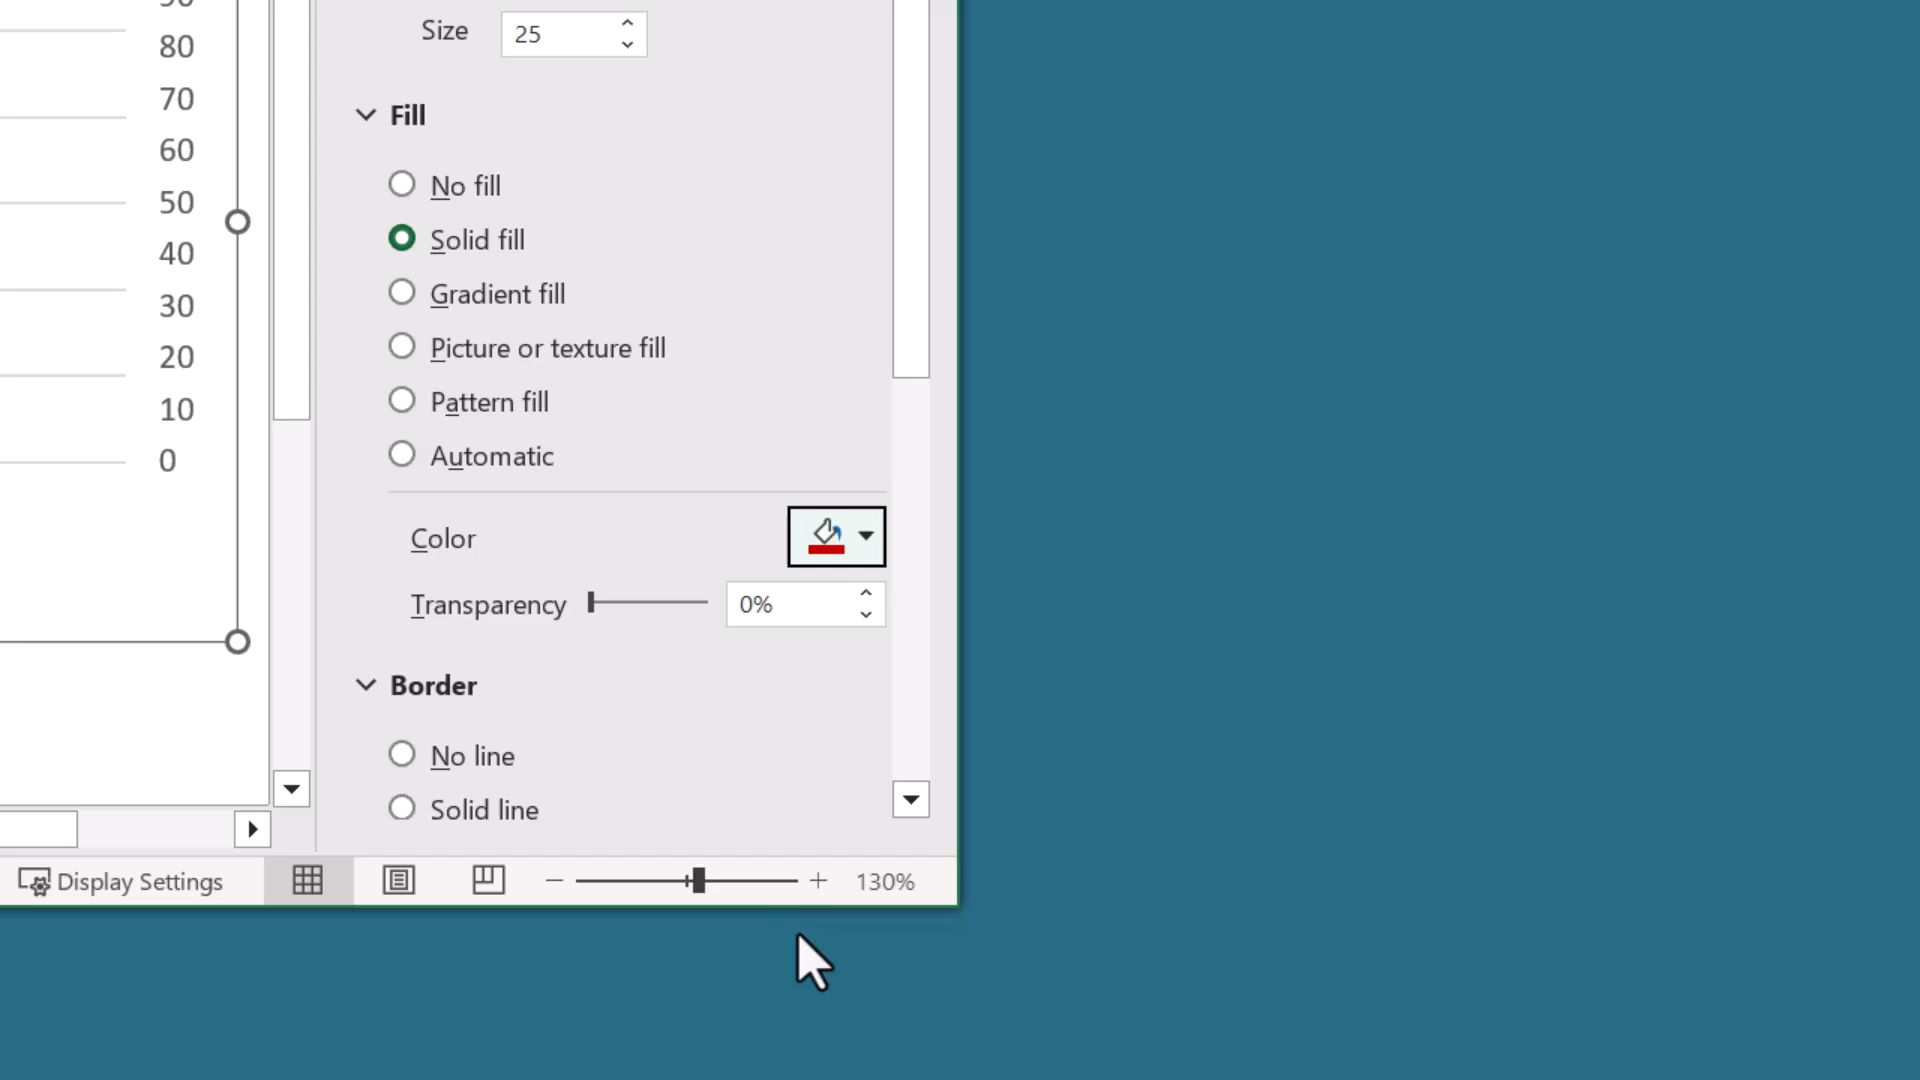 Size 25
80
70
60
50
40
30
20
10
0
Fill
No fill
Solid fill
Gradient fill
Picture or texture fill
Pattern fill
Automatic
Color
Transparency 0%
Border
No line
Solid line
Display Settings 130%